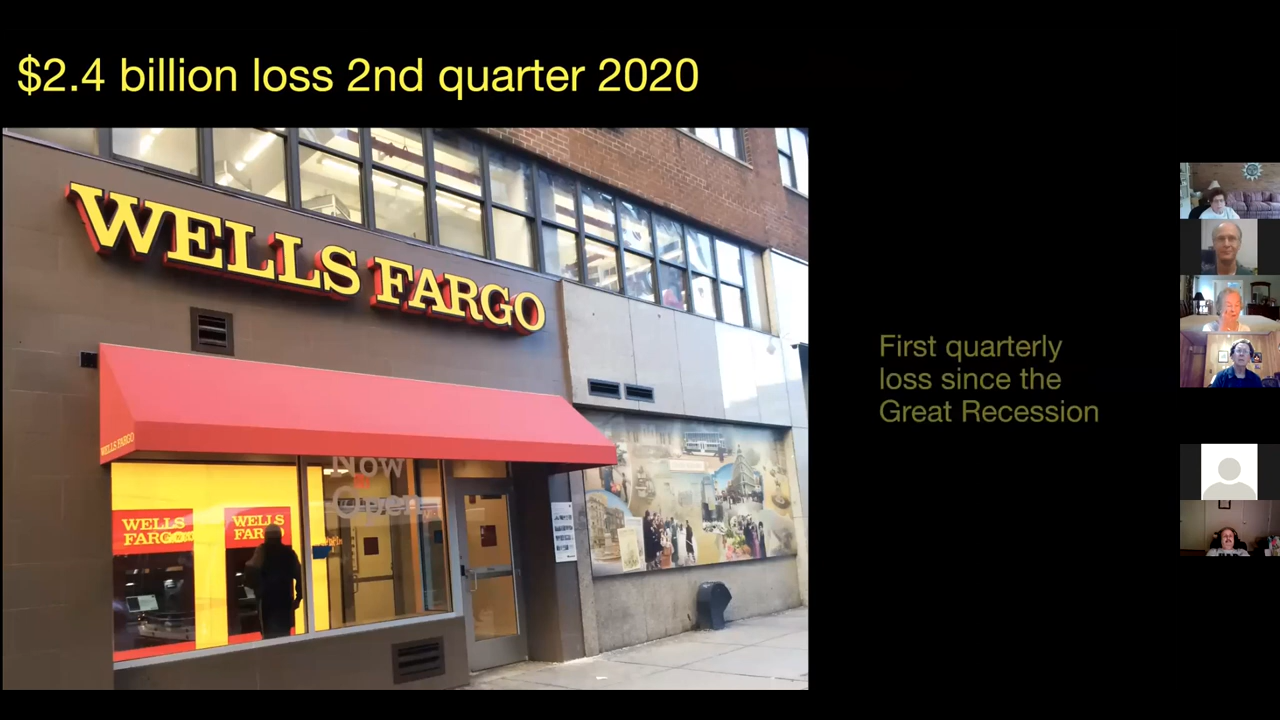 $2.4 billion loss 2nd quarter 2020
WELLS FARGO
First quarterly
loss since the
Great Recession
WELLS FARGO
NOW
Open
WELLS
FARGO
WELLS
FAR